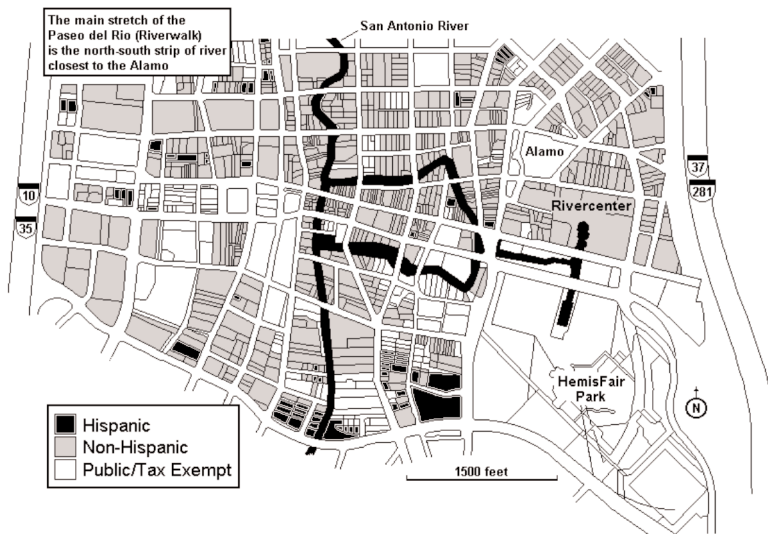 The main stretch of the
Paseo del Rio (Riverwalk)
is the north-south strip of river
closest to the Alamo
San Antonio River
Alamo
37
281
10
35
Rivercenter
HemisFair
Park
N
Hispanic
Non-Hispanic
Public/Tax Exempt
1500 feet